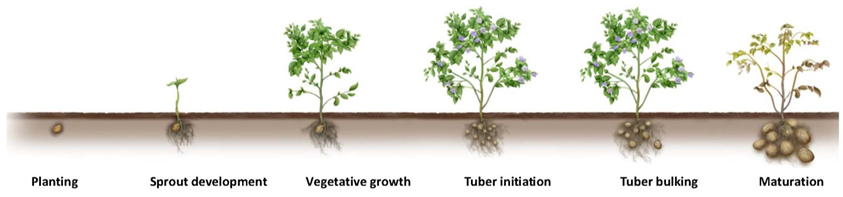 Planting Sprout development Vegetative growth Tuber initiation Tuber bulking Maturation